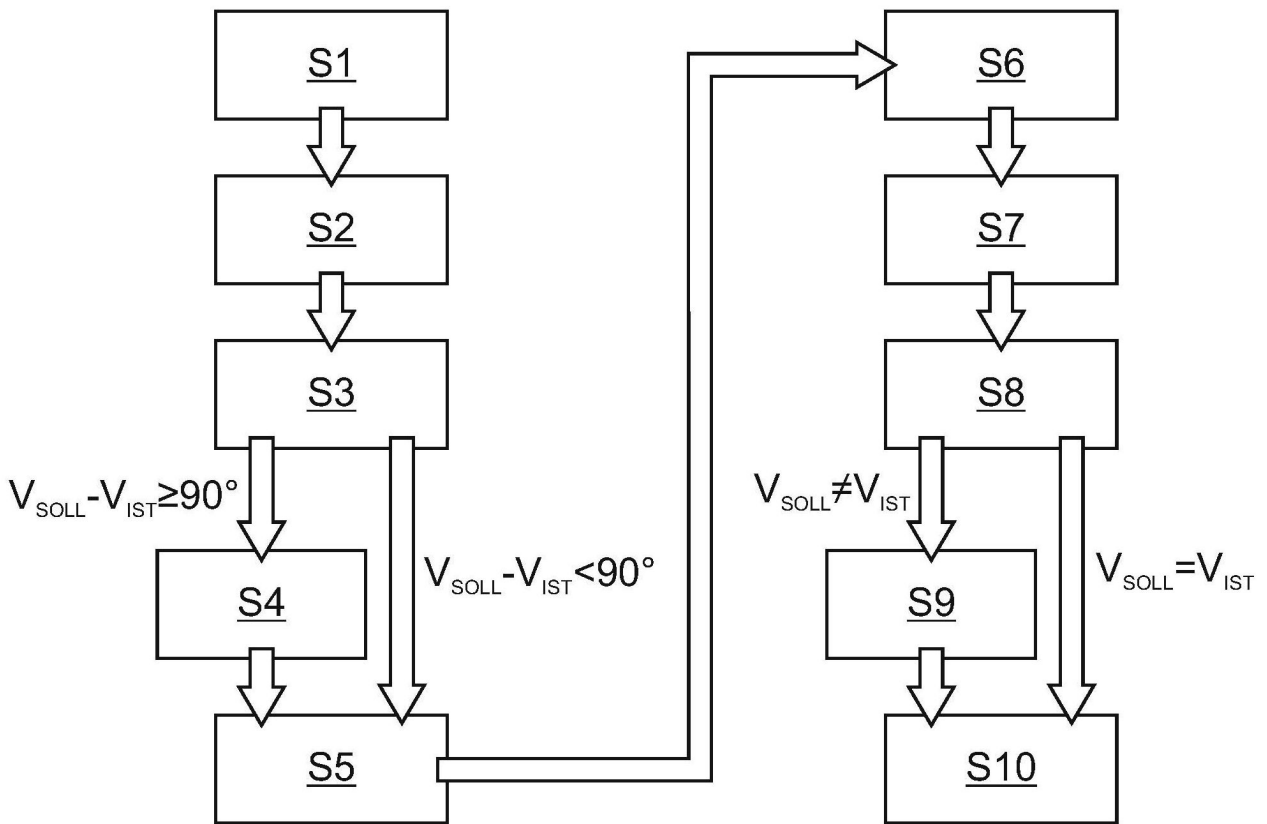 S1
S2
S3
V_SOLL-V_IST≥90°
V_SOLL-V_IST<90°
S4
S5
S6
S7
S8
V_SOLL≠V_IST
V_SOLL=V_IST
S9
S10